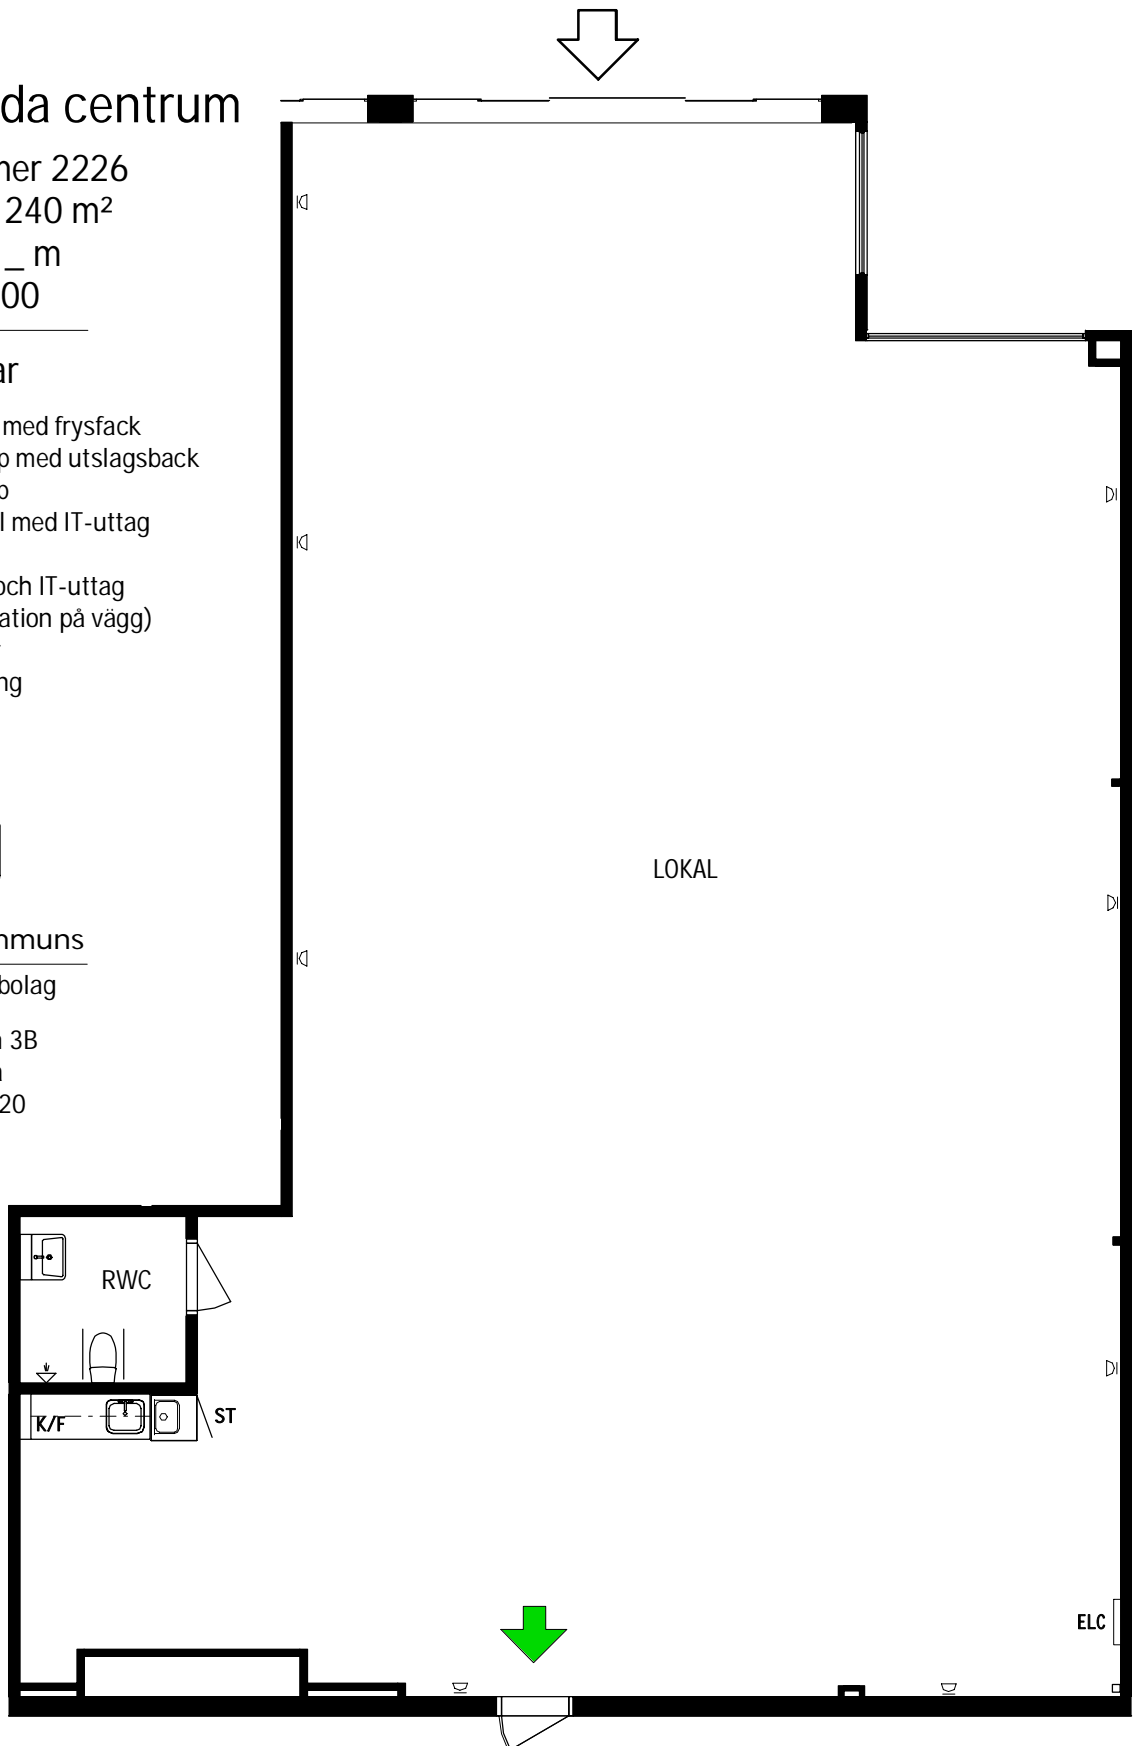 da centrum
ner 2226
240 m²
_ m
00
ar
med frysfack
p med utslagsback
p
l med IT-uttag
och IT-uttag
ation på vägg)
ng
mmuns
bolag
3B
a
20
LOKAL
RWC
K/F
ST
ELC